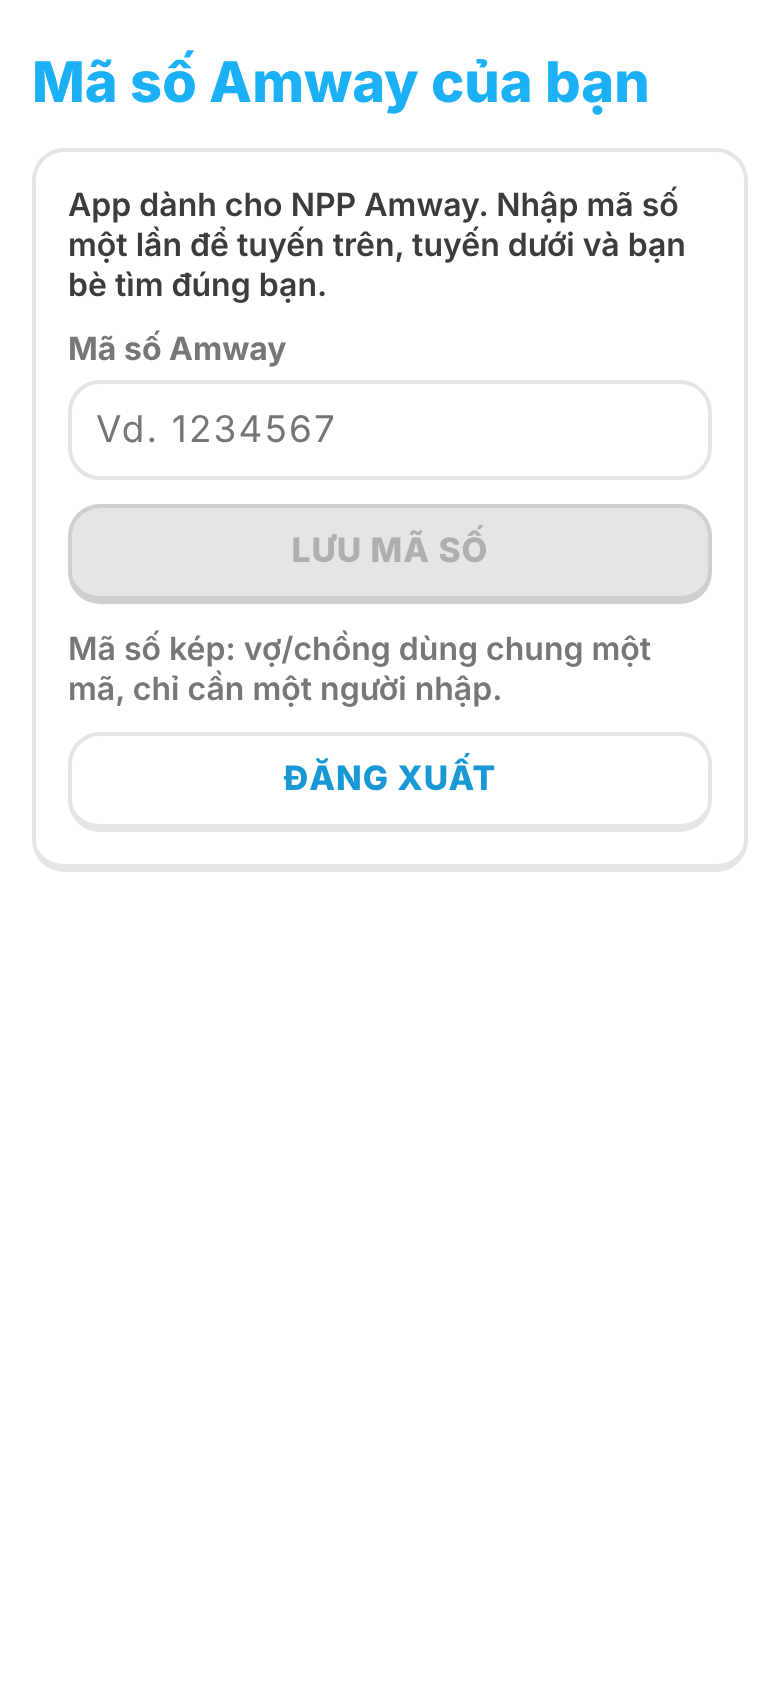 Mã số Amway của bạn
App dành cho NPP Amway. Nhập mã số
một lần để tuyến trên, tuyến dưới và bạn
bè tìm đúng bạn.
Mã số Amway
Vd. 1234567
LƯU MÃ SỐ
Mã số kép: vợ/chồng dùng chung một
mã, chỉ cần một người nhập.
ĐĂNG XUẤT